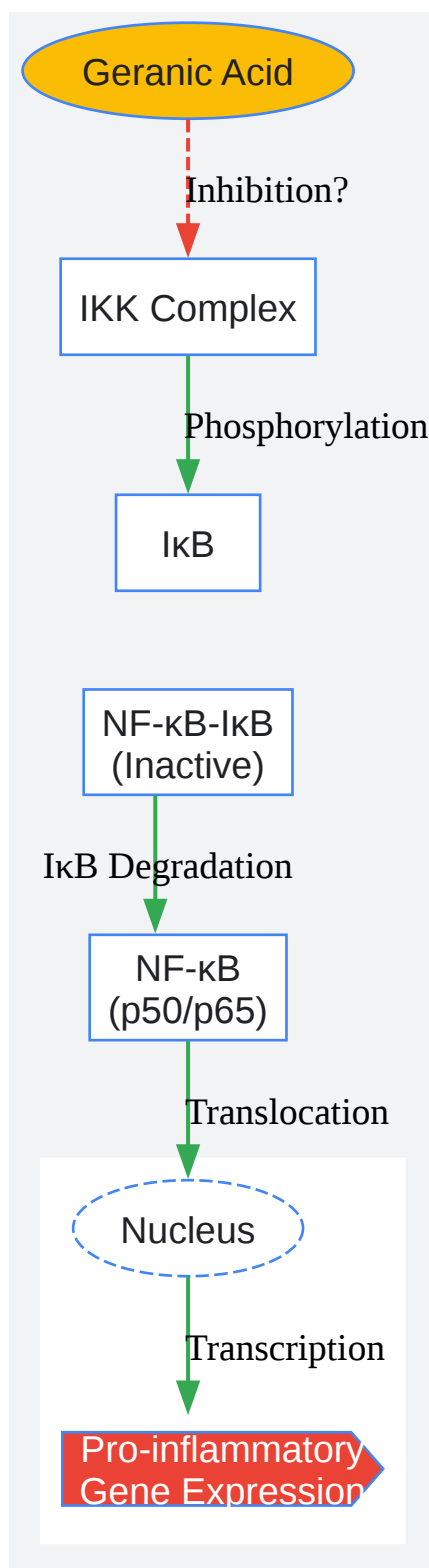 Geranic Acid
Inhibition?
IKK Complex
Phosphorylation
IκB
NF-κB-IκB
(Inactive)
IκB Degradation
NF-κB
(p50/p65)
Translocation
Nucleus
Transcription
Pro-inflammatory
Gene Expression